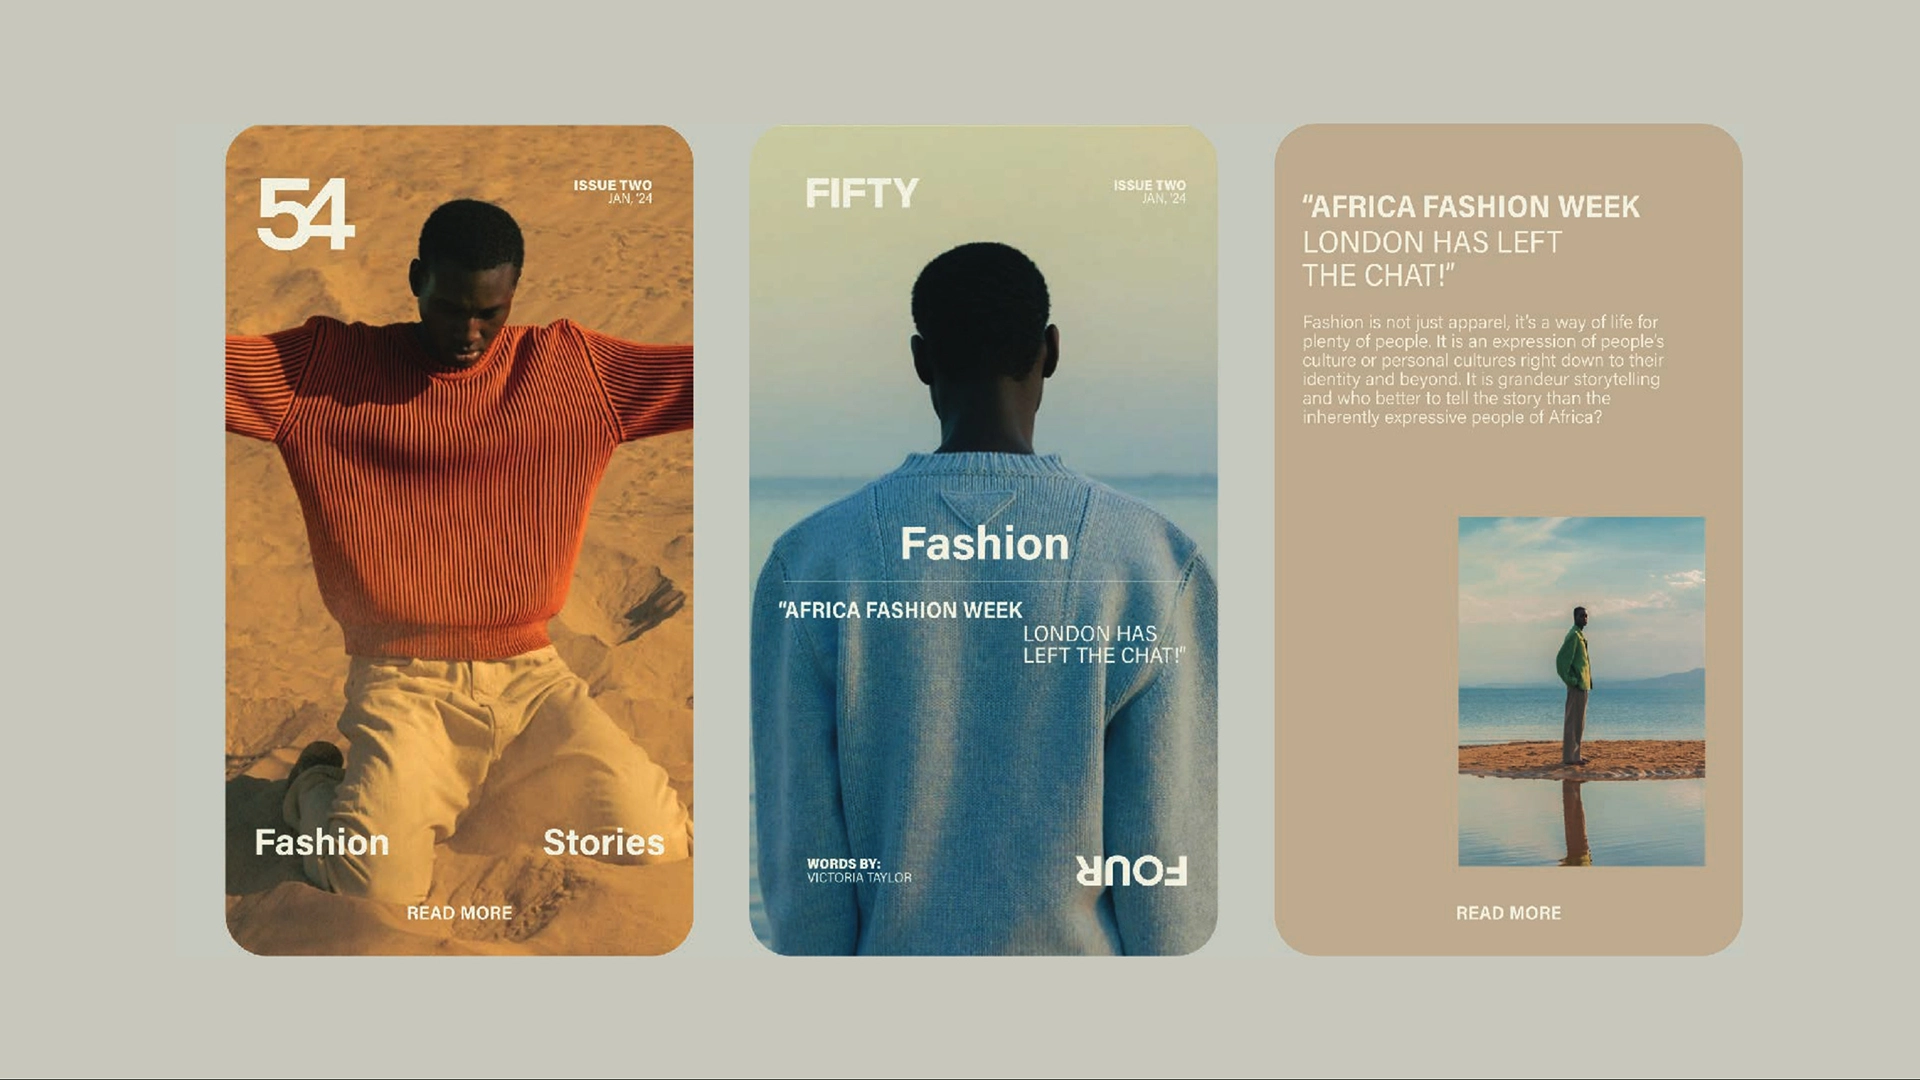 54
ISSUE TWO
JAN, '24
Fashion
Stories
READ MORE
FIFTY
ISSUE TWO
JAN, '24
Fashion
“AFRICA FASHION WEEK
LONDON HAS
LEFT THE CHAT!”
WORDS BY:
VICTORIA TAYLOR
FOUR
“AFRICA FASHION WEEK
LONDON HAS LEFT
THE CHAT!”
Fashion is not just apparel, it’s a way of life for
plenty of people. It is an expression of people’s
culture or personal cultures right down to their
identity and beyond. It is grandeur storytelling
and who better to tell the story than the
inherently expressive people of Africa?
READ MORE